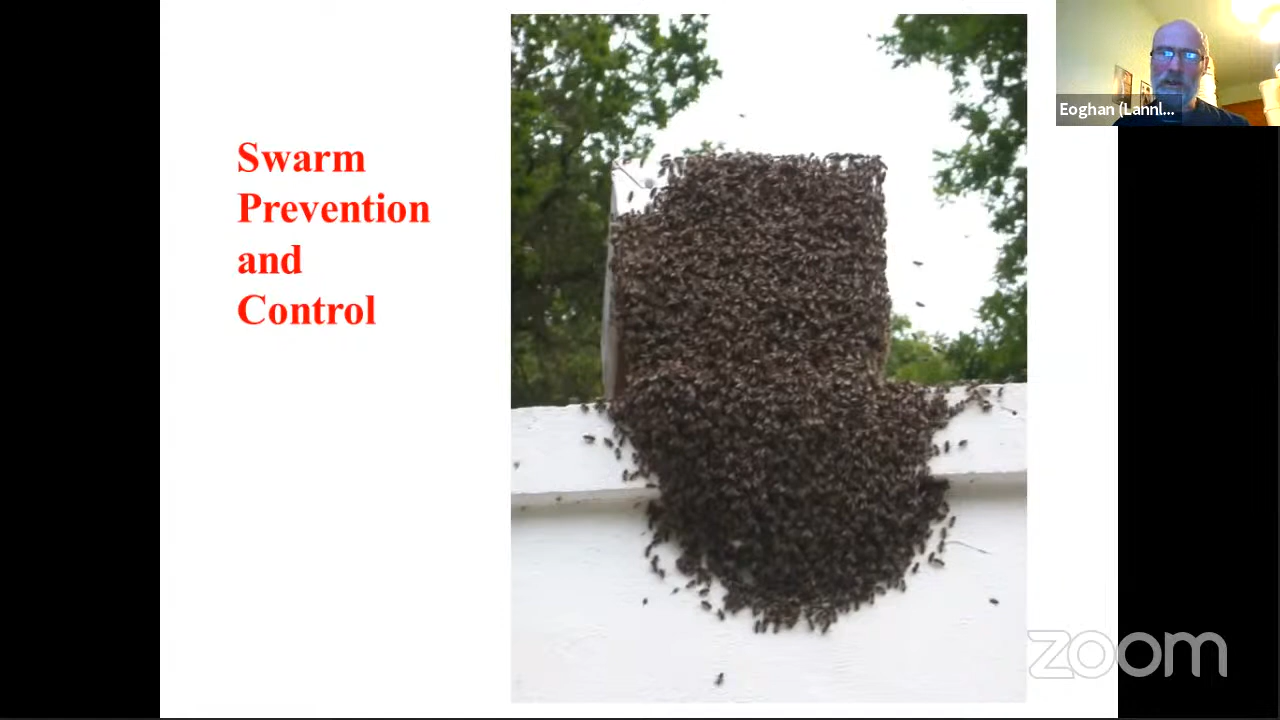 Swarm
Prevention
and
Control
Eoghan (Lannl...
zoom